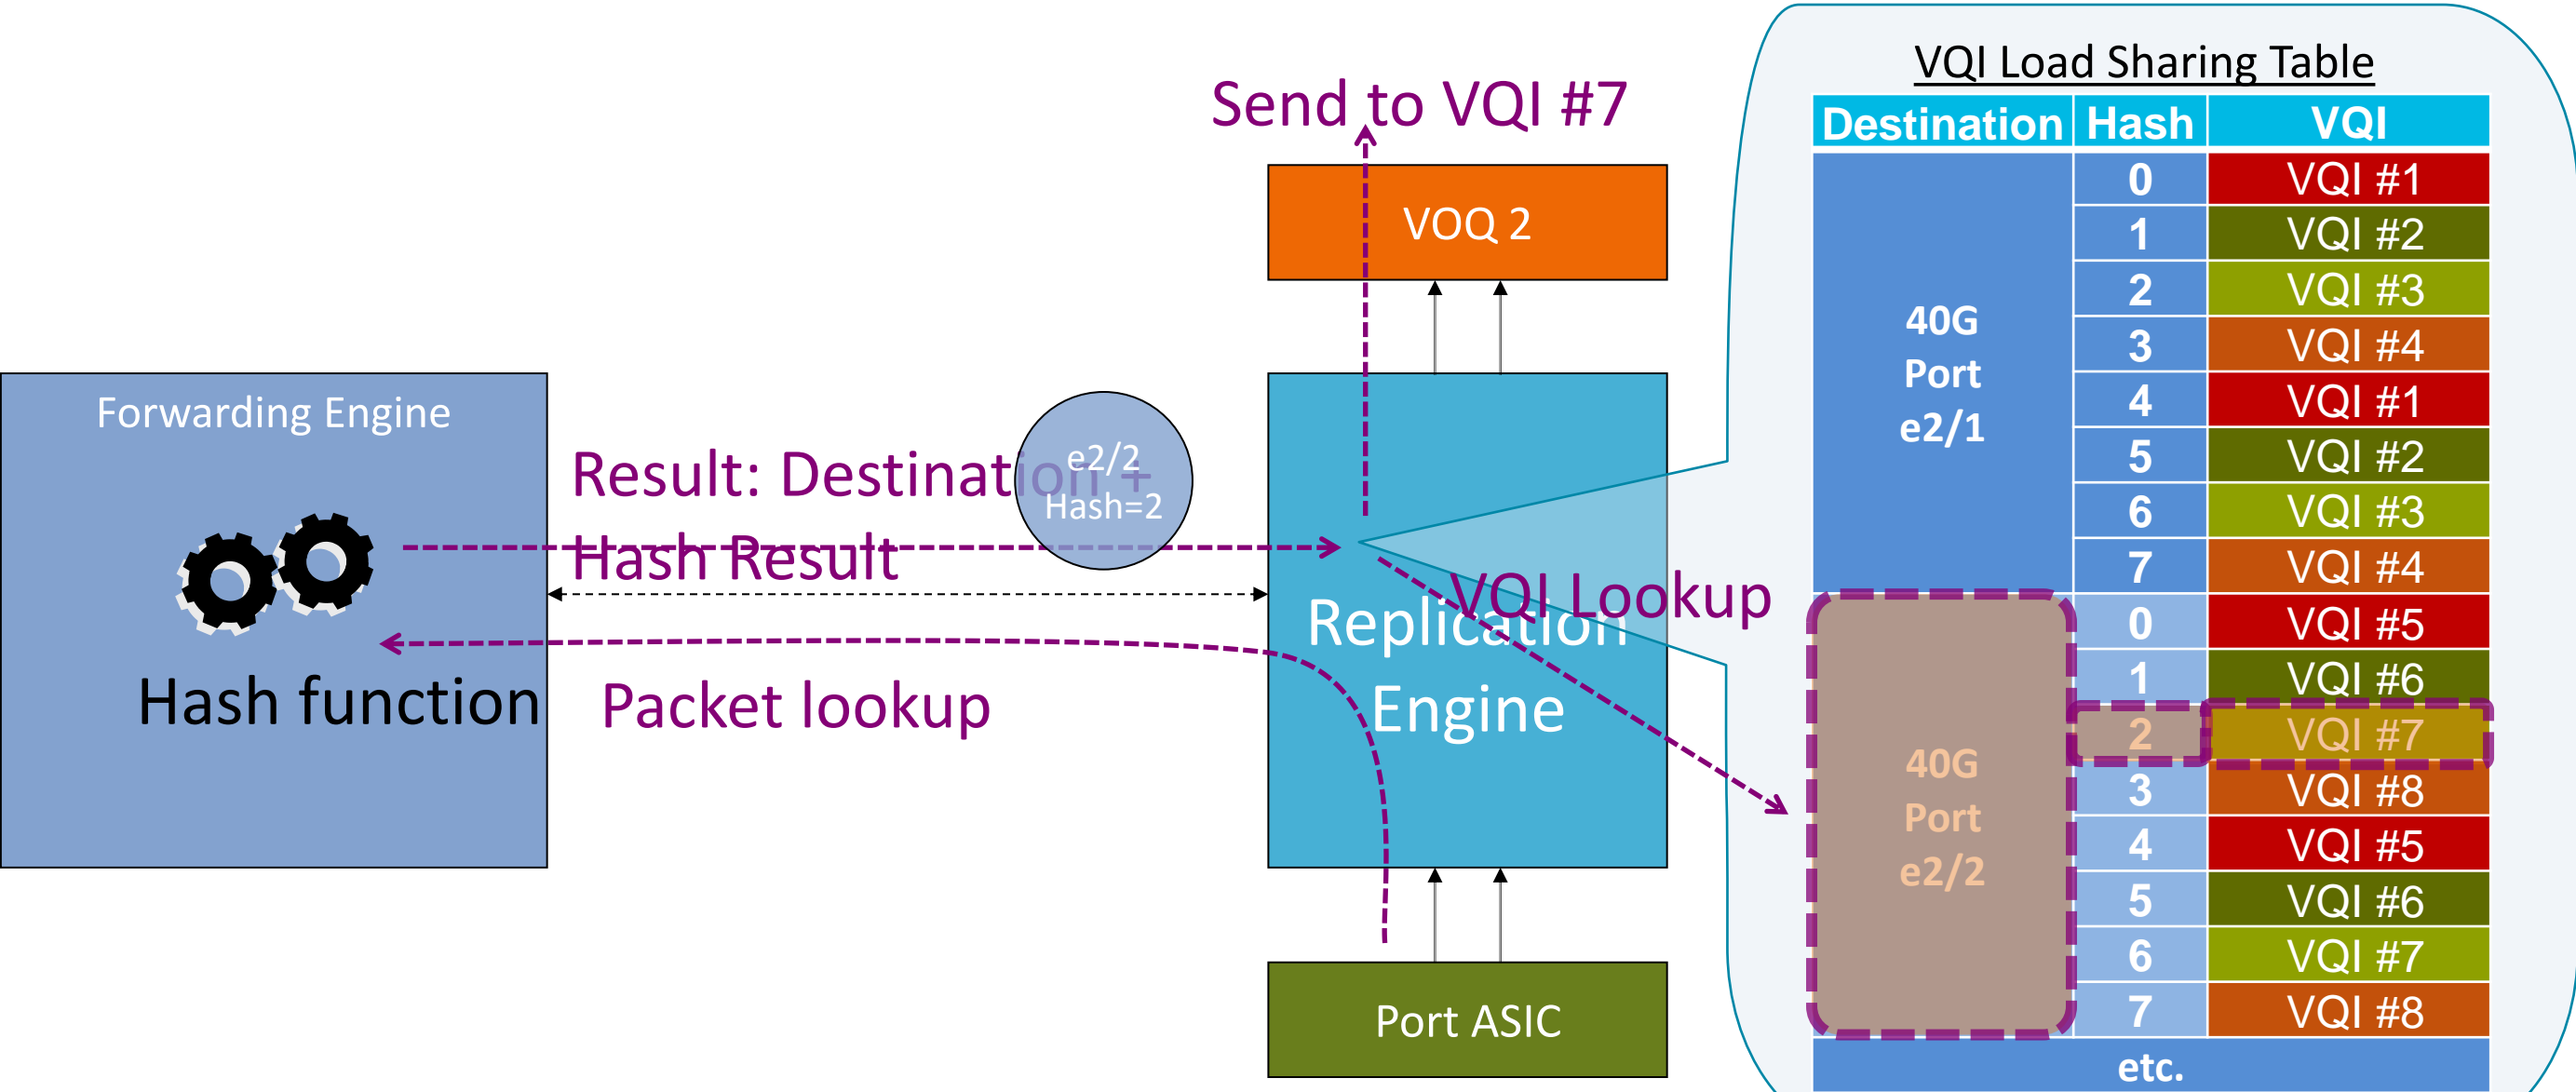 VQI Load Sharing Table
Send to VQI #7
Destination Hash VQI
0 VQI #1
1 VQI #2
2 VQI #3
3 VQI #4
4 VQI #1
5 VQI #2
6 VQI #3
7 VQI #4
40G
Port
e2/1
0 VQI #5
1 VQI #6
2 VQI #7
3 VQI #8
4 VQI #5
5 VQI #6
6 VQI #7
7 VQI #8
40G
Port
e2/2
etc.
VOQ 2
Forwarding Engine
Result: Destination +
Hash Result
e2/2
Hash=2
VQI Lookup
Replication
Engine
Hash function
Packet lookup
Port ASIC